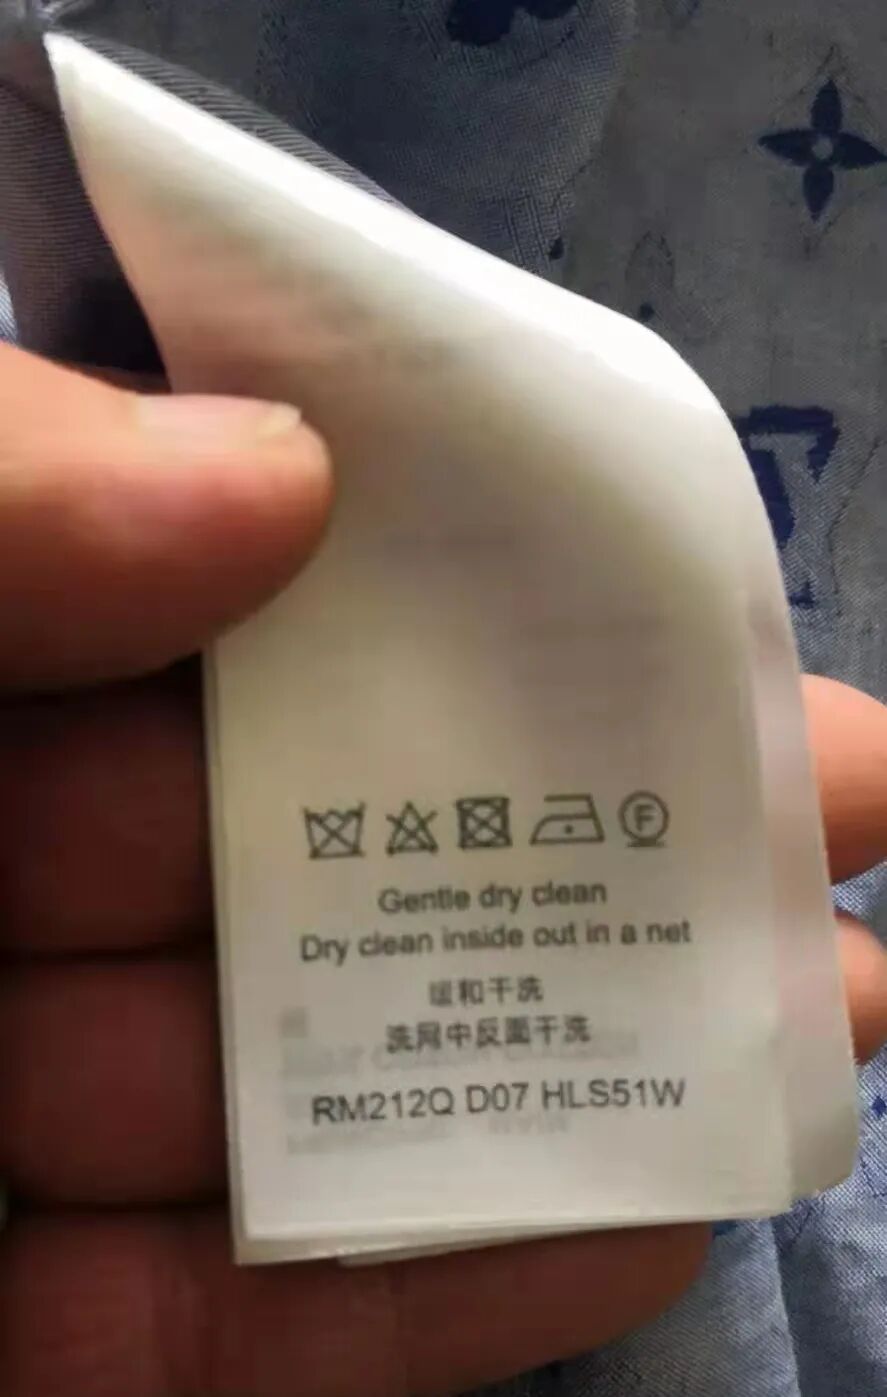 F
Gentle dry clean
Dry clean inside out in a net
缓和干洗
洗网中反面干洗
RM212Q D07 HLS51W